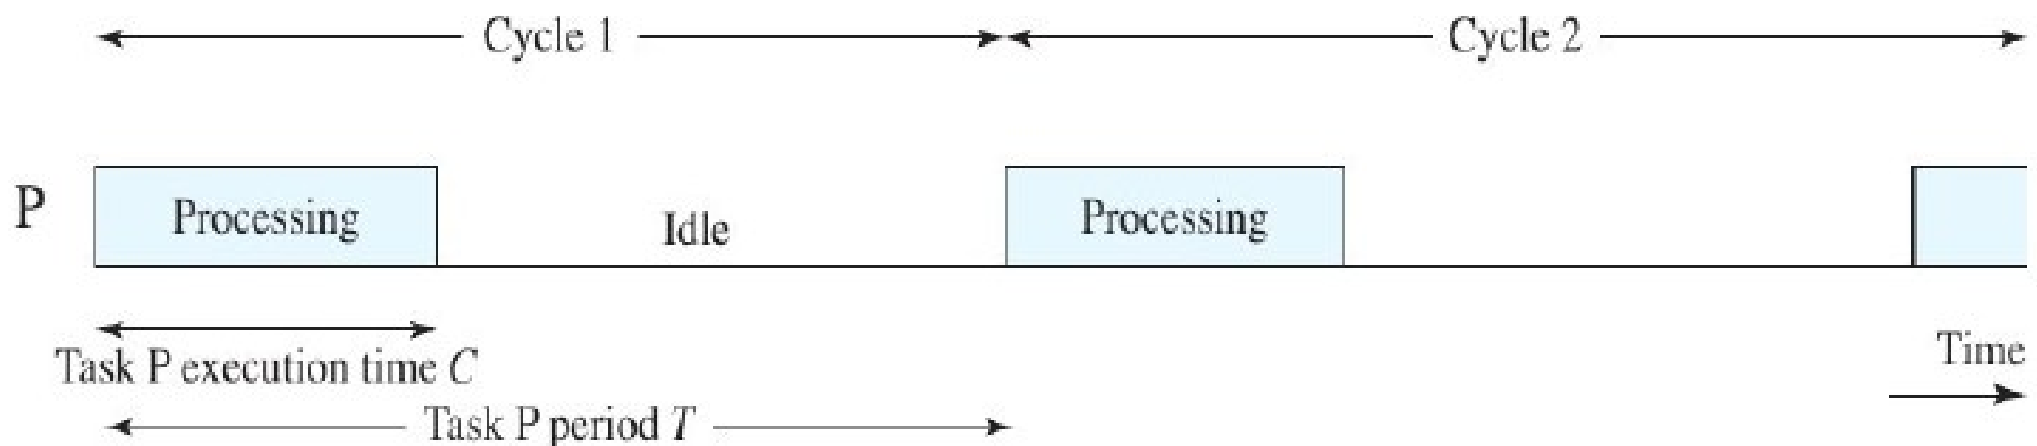 Cycle 1 Cycle 2
P Processing Idle Processing
Time
Task P execution time C
Task P period T